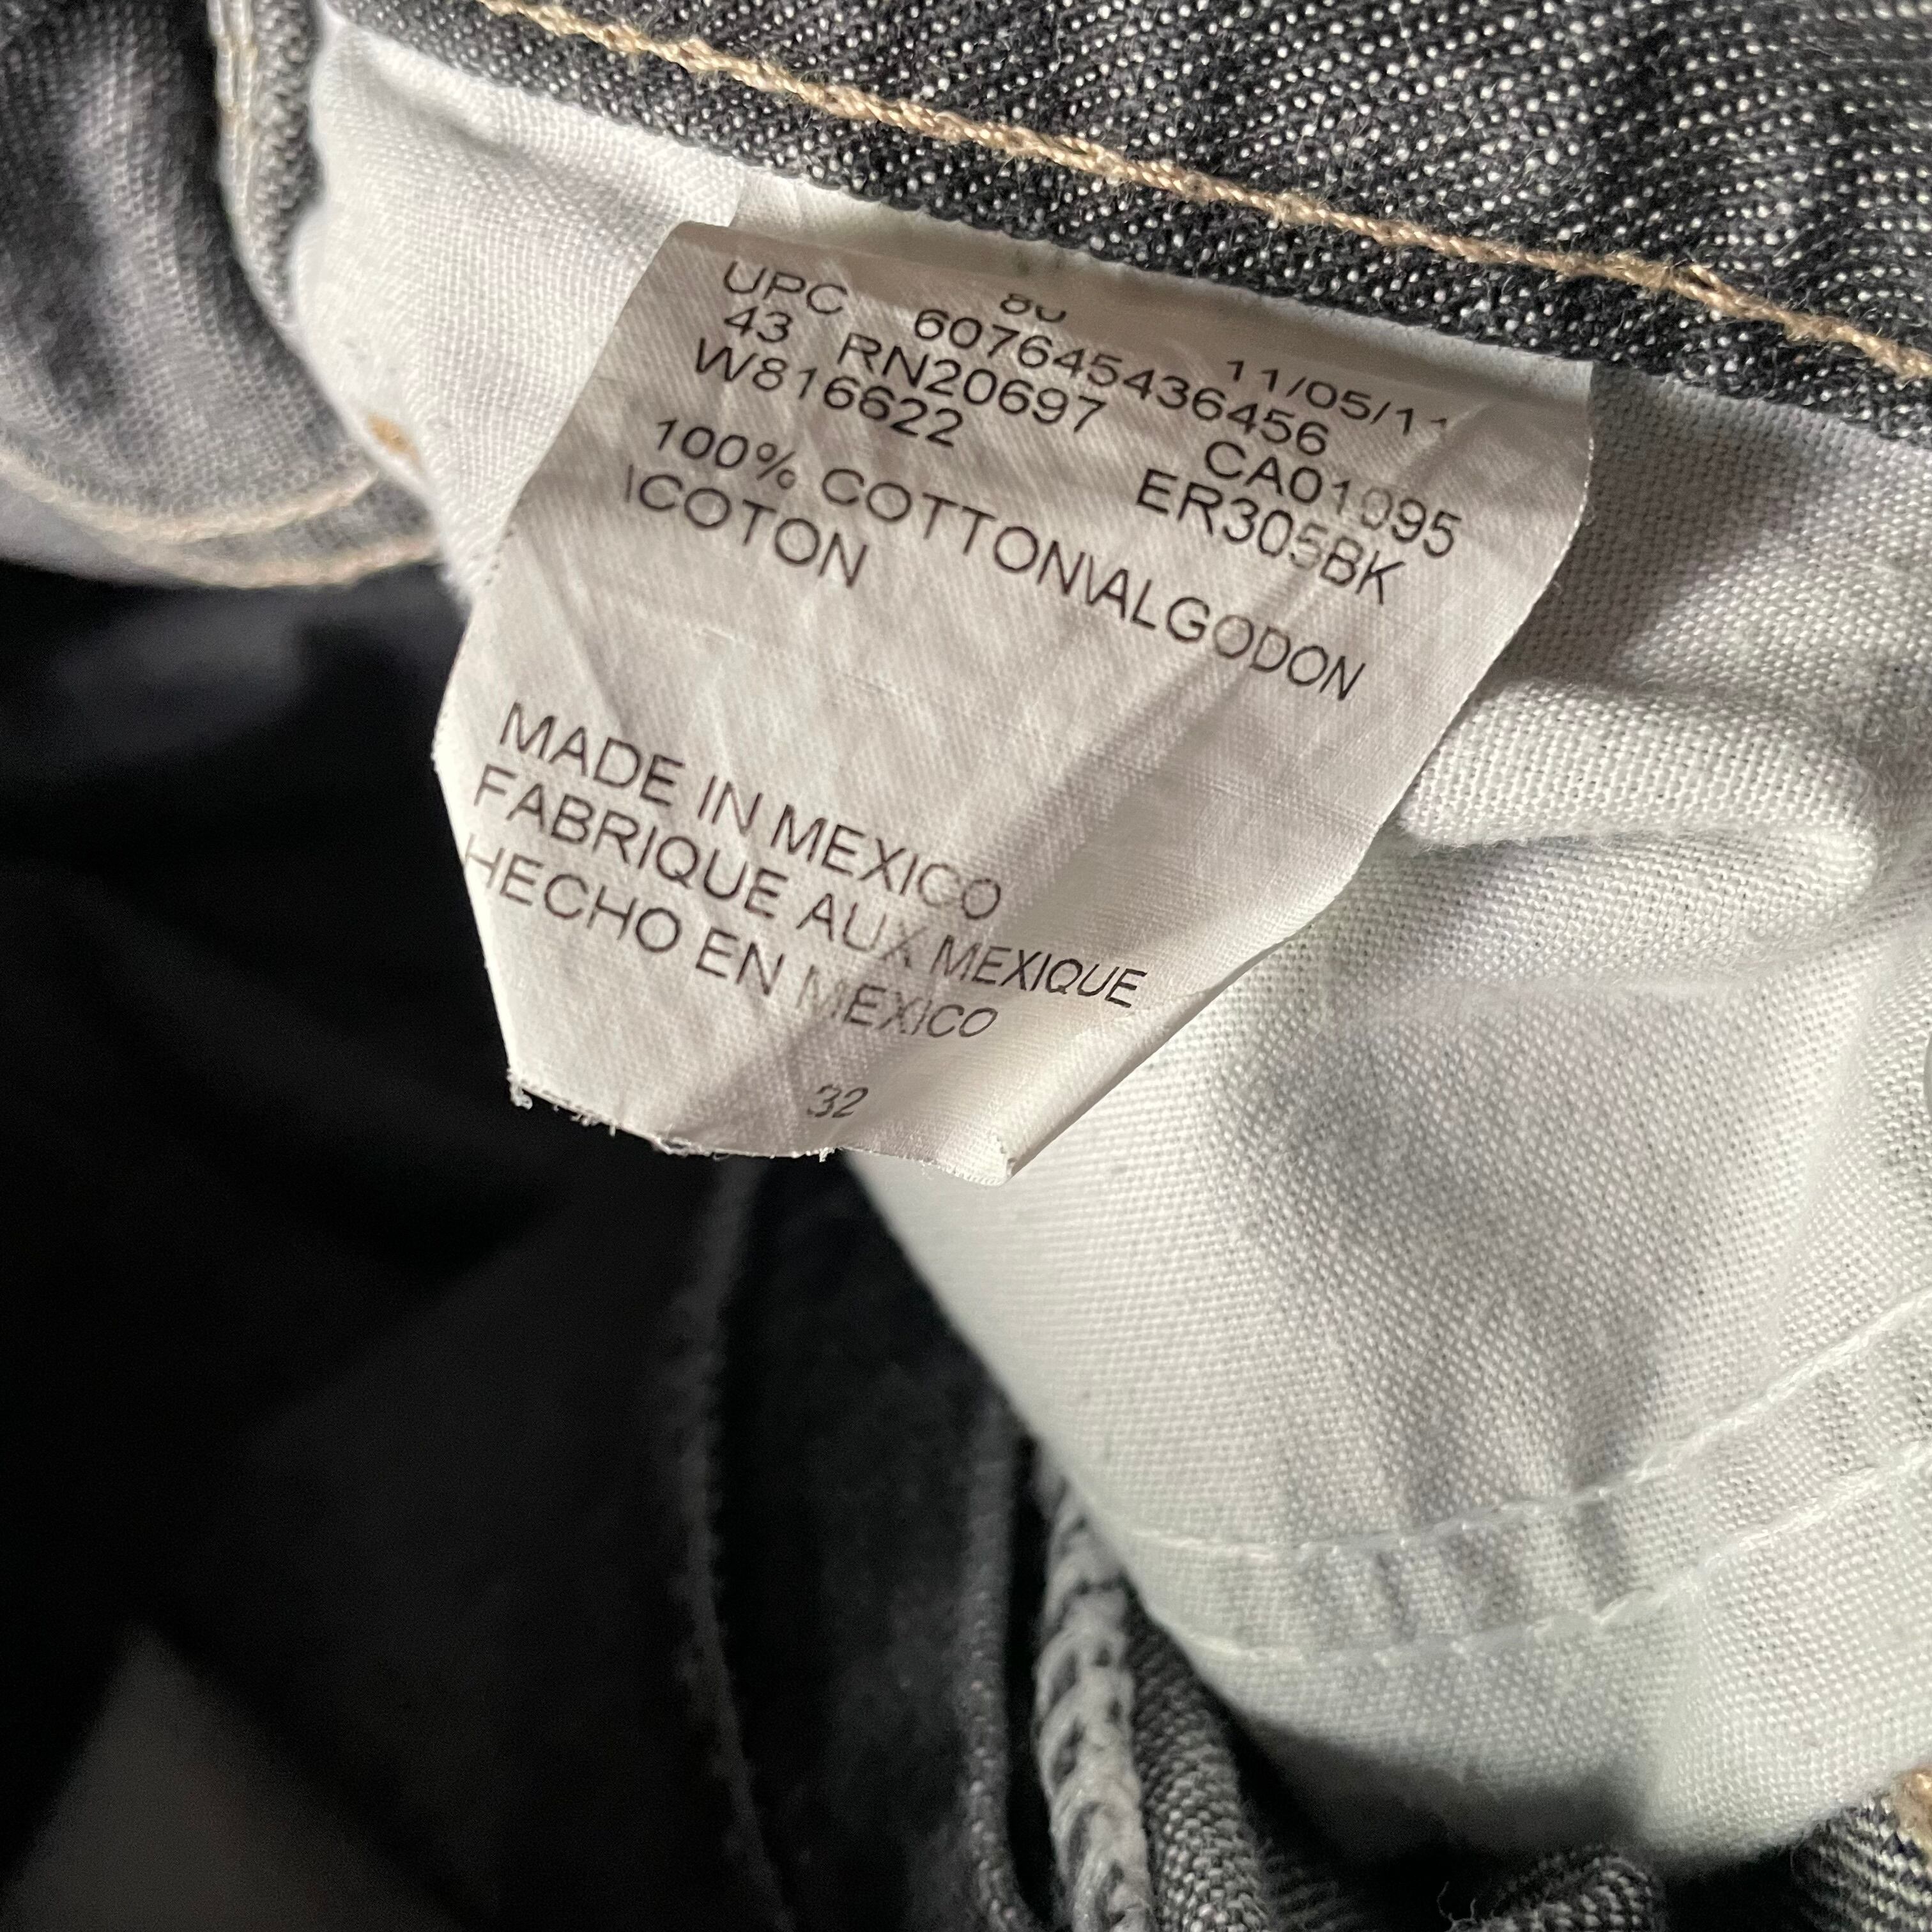 11/05/11
UPC 607645436456
43 RN20697 CA01095
W816622 ER305BK
100% COTTON\ALGODON
\COTON
MADE IN MEXICO
FABRIQUE AUX MEXIQUE
HECHO EN MEXICO
32